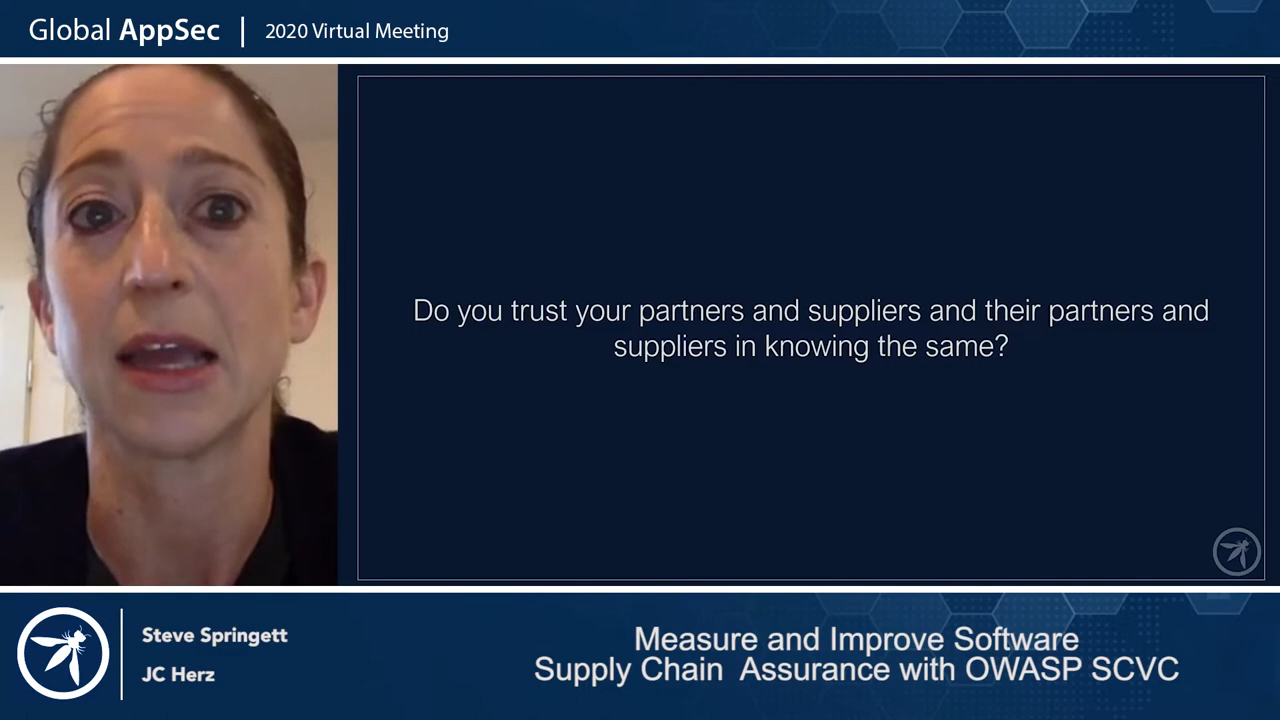 Global AppSec | 2020 Virtual Meeting
Do you trust your partners and suppliers and their partners and
suppliers in knowing the same?
Steve Springett
JC Herz
Measure and Improve Software
Supply Chain Assurance with OWASP SCVC